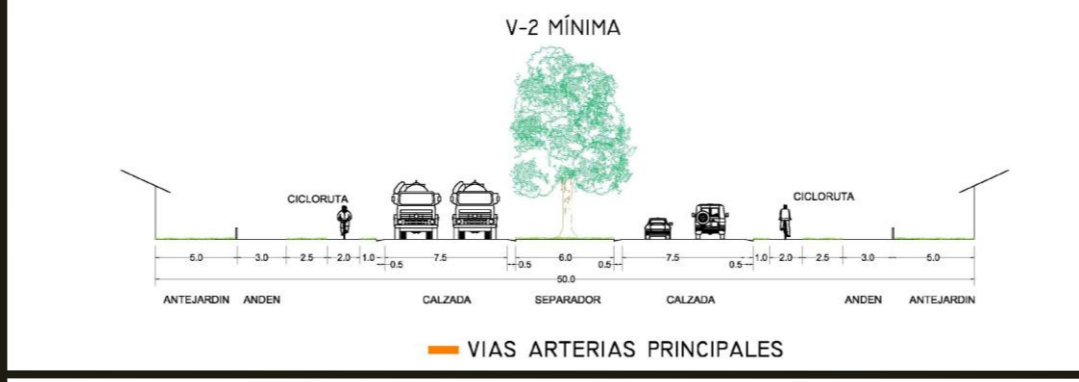 V-2 MÍNIMA
CICLORUTA CICLORUTA
5.0 3.0 2.5 2.0 1.0 0.5 7.5 0.5 6.0 0.5 7.5 0.5 1.0 2.0 2.5 3.0 5.0
50.0
ANTEJARDIN ANDEN CALZADA SEPARADOR CALZADA ANDEN ANTEJARDIN
VIAS ARTERIAS PRINCIPALES